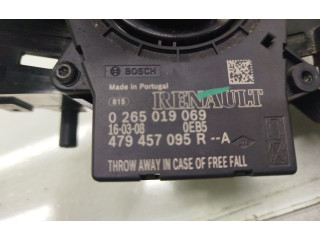 BOSCH
Made in Portugal
815
RENAULT
0 265 019 069
16-03-08 0EB5
479 457 095 R --A
THROW AWAY IN CASE OF FREE FALL